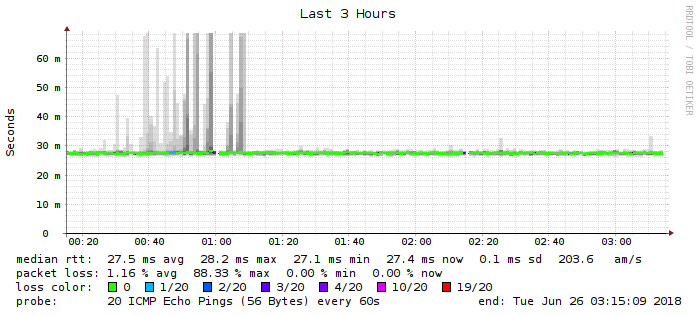 Last 3 Hours
RRDTOOL / TOBI OETIKER
Seconds
60 m
50 m
40 m
30 m
20 m
10 m
0
00:20 00:40 01:00 01:20 01:40 02:00 02:20 02:40 03:00
median rtt: 27.5 ms avg 28.2 ms max 27.1 ms min 27.4 ms now 0.1 ms sd 203.6 am/s
packet loss: 1.16 % avg 88.33 % max 0.00 % min 0.00 % now
loss color: 0 1/20 2/20 3/20 4/20 10/20 19/20
probe: 20 ICMP Echo Pings (56 Bytes) every 60s end: Tue Jun 26 03:15:09 2018